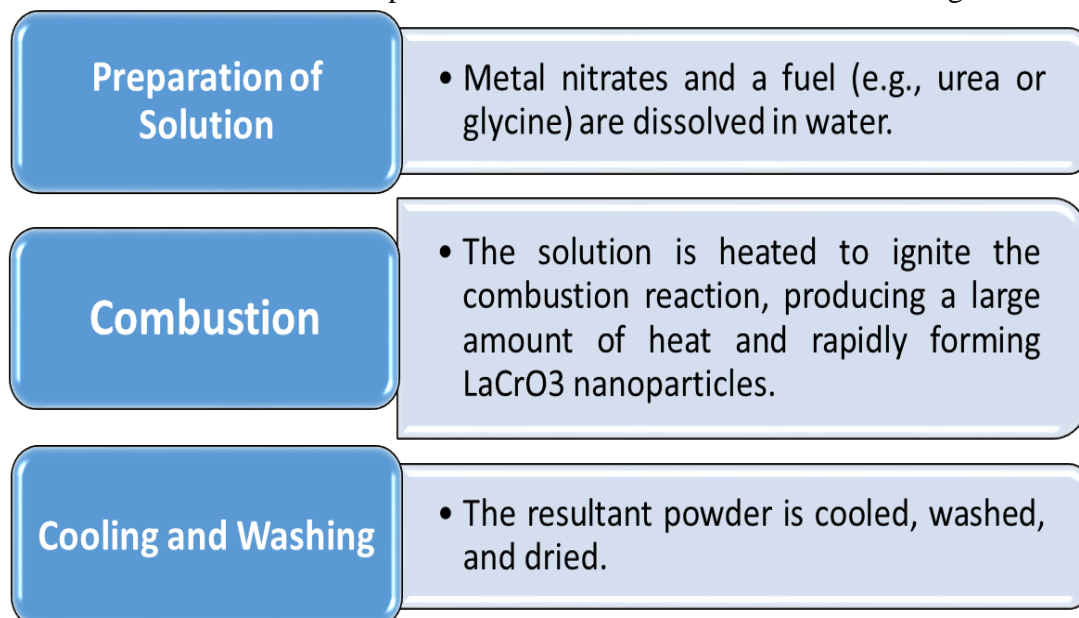 Preparation of
Solution
• Metal nitrates and a fuel (e.g., urea or
glycine) are dissolved in water.
Combustion
• The solution is heated to ignite the
combustion reaction, producing a large
amount of heat and rapidly forming
LaCrO3 nanoparticles.
Cooling and Washing
• The resultant powder is cooled, washed,
and dried.